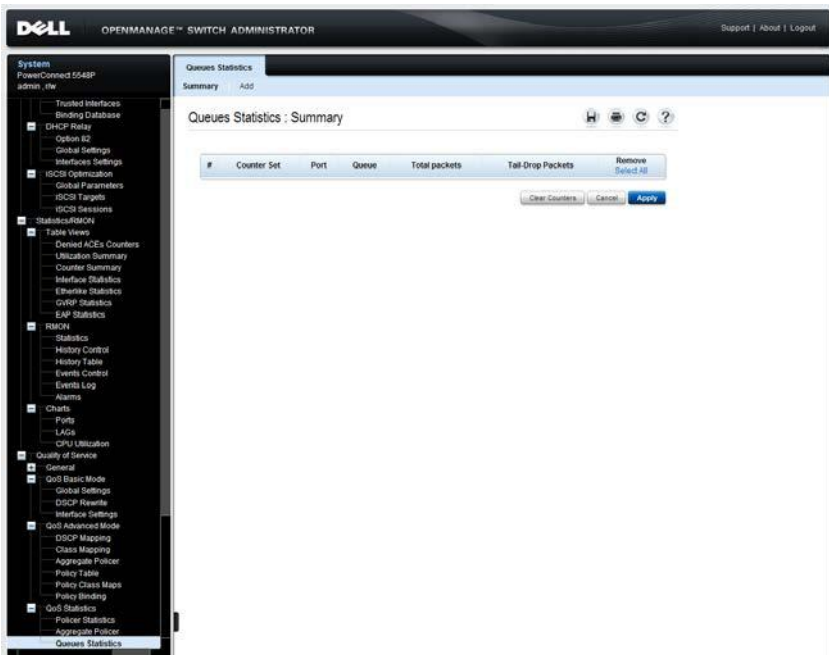 DELL
OPENMANAGE™ SWITCH ADMINISTRATOR
Support | About | Logout
System
PowerConnect 5548P
admin , r/w
Trusted Interfaces
Binding Database
DHCP Relay
Option 82
Global Settings
Interfaces Settings
iSCSI Optimization
Global Parameters
iSCSI Targets
iSCSI Sessions
Statistics/RMON
Table Views
Denied ACEs Counters
Utilization Summary
Counter Summary
Interface Statistics
Etherlike Statistics
GVRP Statistics
EAP Statistics
RMON
Statistics
History Control
History Table
Events Control
Events Log
Alarms
Charts
Ports
LAGs
CPU Utilization
Quality of Service
General
QoS Basic Mode
Global Settings
DSCP Rewrite
Interface Settings
QoS Advanced Mode
DSCP Mapping
Class Mapping
Aggregate Policer
Policy Table
Policy Class Maps
Policy Binding
QoS Statistics
Policer Statistics
Aggregate Policer
Queues Statistics
Queues Statistics
Summary Add
Queues Statistics : Summary
# Counter Set Port Queue Total packets Tail-Drop Packets Remove
Select All
Clear Counters Cancel Apply